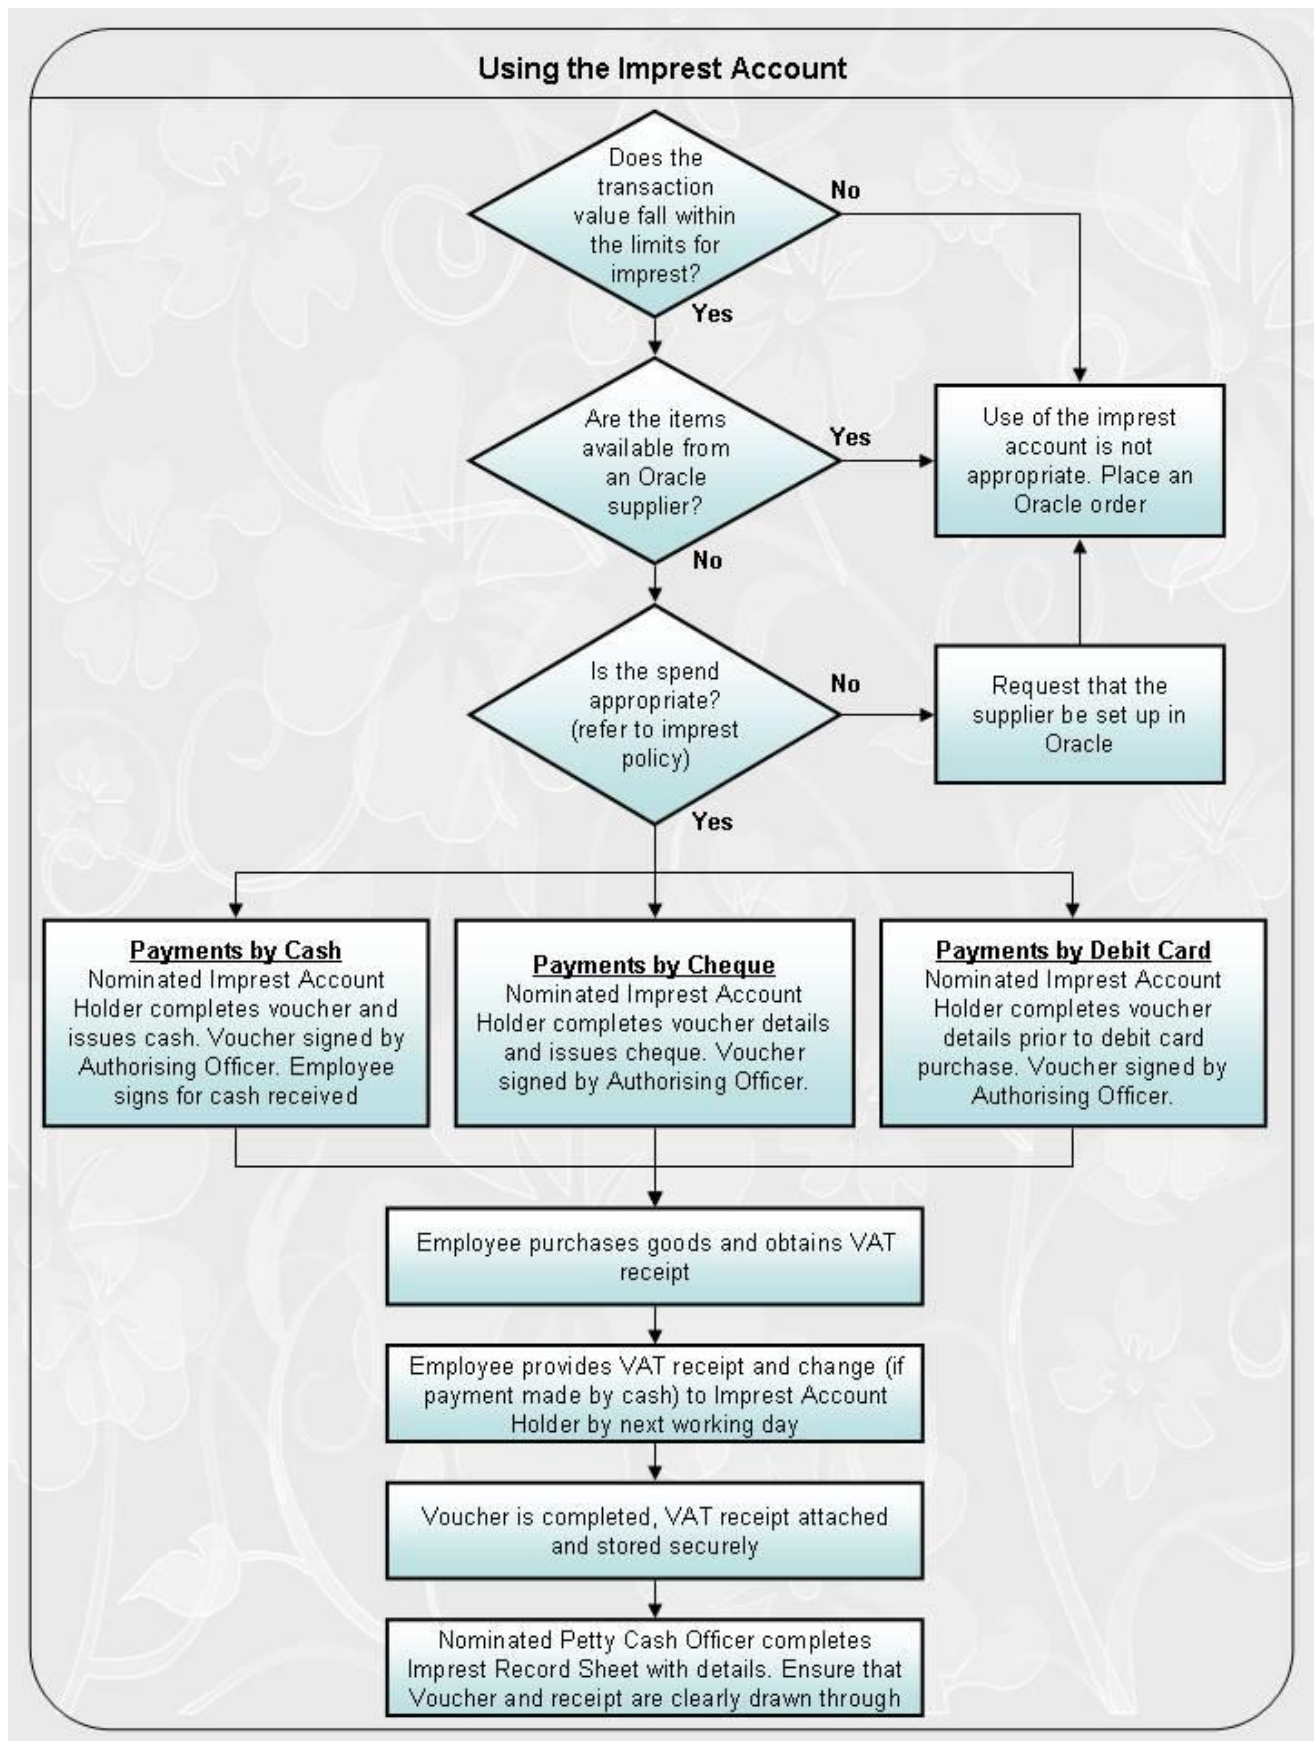 Using the Imprest Account
Does the
transaction
value fall within
the limits for
imprest?
No
Yes
Are the items
available from
an Oracle
supplier?
Yes
Use of the imprest
account is not
appropriate. Place an
Oracle order
No
Is the spend
appropriate?
(refer to imprest
policy)
No
Request that the
supplier be set up in
Oracle
Yes
Payments by Cash
Nominated Imprest Account
Holder completes voucher and
issues cash. Voucher signed by
Authorising Officer. Employee
signs for cash received
Payments by Cheque
Nominated Imprest Account
Holder completes voucher details
and issues cheque. Voucher
signed by Authorising Officer.
Payments by Debit Card
Nominated Imprest Account
Holder completes voucher
details prior to debit card
purchase. Voucher signed by
Authorising Officer.
Employee purchases goods and obtains VAT
receipt
Employee provides VAT receipt and change (if
payment made by cash) to Imprest Account
Holder by next working day
Voucher is completed, VAT receipt attached
and stored securely
Nominated Petty Cash Officer completes
Imprest Record Sheet with details. Ensure that
Voucher and receipt are clearly drawn through